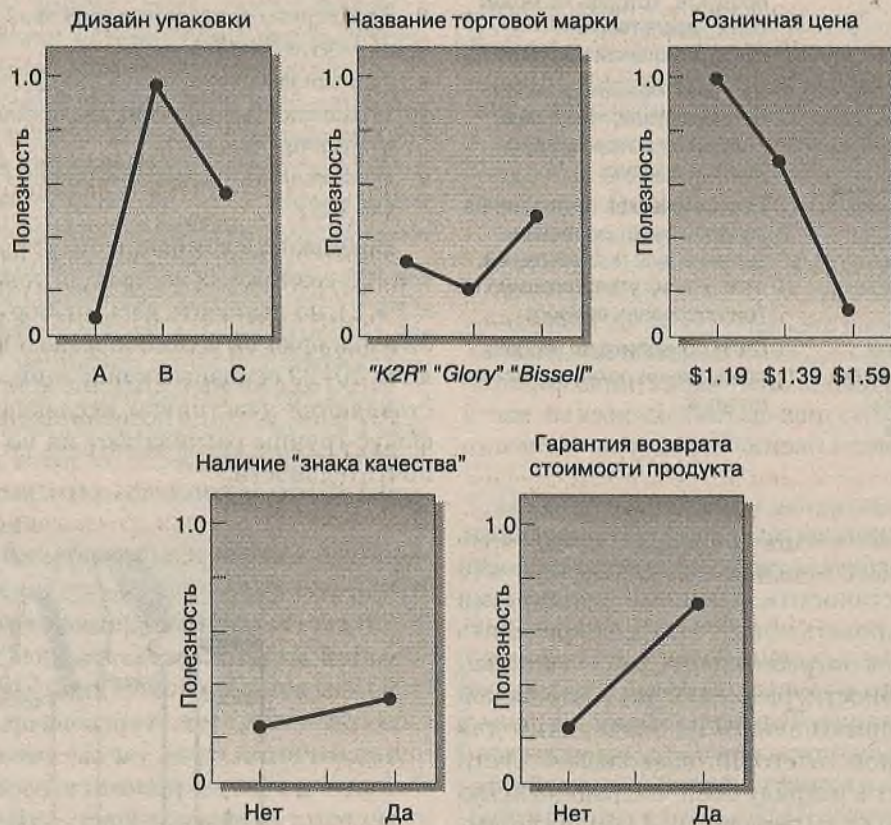 Дизайн упаковки
Название торговой марки
Розничная цена
1.0
Полезность
0
A B C
1.0
Полезность
0
"K2R" "Glory" "Bissell"
1.0
Полезность
0
$1.19 $1.39 $1.59
Наличие "знака качества"
Гарантия возврата
стоимости продукта
1.0
Полезность
0
Нет Да
1.0
Полезность
0
Нет Да